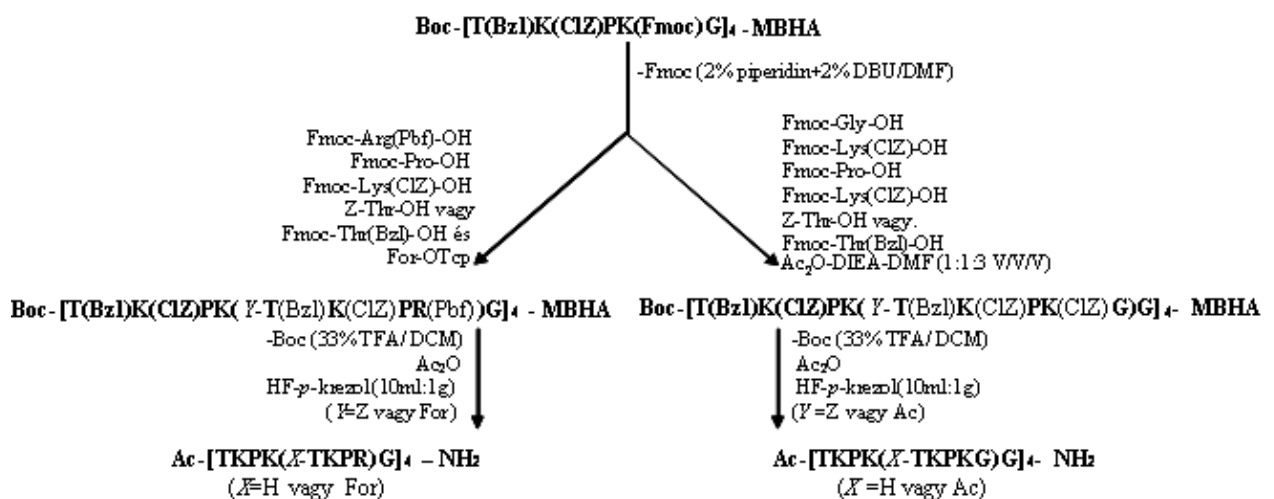 Boc-[T(Bzl)K(ClZ)PK(Fmoc)G]₄-MBHA
-Fmoc (2% piperidin+2% DBU/DMF)
Fmoc-Arg(Pbf)-OH
Fmoc-Pro-OH
Fmoc-Lys(ClZ)-OH
Z-Thr-OH vagy
Fmoc-Thr(Bzl)-OH és
For-OTcp
Fmoc-Gly-OH
Fmoc-Lys(ClZ)-OH
Fmoc-Pro-OH
Fmoc-Lys(ClZ)-OH
Z-Thr-OH vagy.
Fmoc-Thr(Bzl)-OH
Ac₂O-DIEA-DMF (1:1:3 V/V/V)
Boc-[T(Bzl)K(ClZ)PK( Y-T(Bzl)K(ClZ)PR(Pbf))G]₄ - MBHA
-Boc (33% TFA/DCM)
Ac₂O
HF-p-krezol(10ml:1g)
(Y=Z vagy For)
Ac-[TKPK(X-TKPR)G]₄ – NH₂
(X=H vagy For)
Boc-[T(Bzl)K(ClZ)PK( Y- T(Bzl)K(ClZ)PK(ClZ)G)G]₄- MBHA
-Boc (33% TFA/DCM)
Ac₂O
HF-p-krezol(10ml:1g)
(Y =Z vagy Ac)
Ac-[TKPK(X-TKPKG)G]₄- NH₂
(X =H vagy Ac)